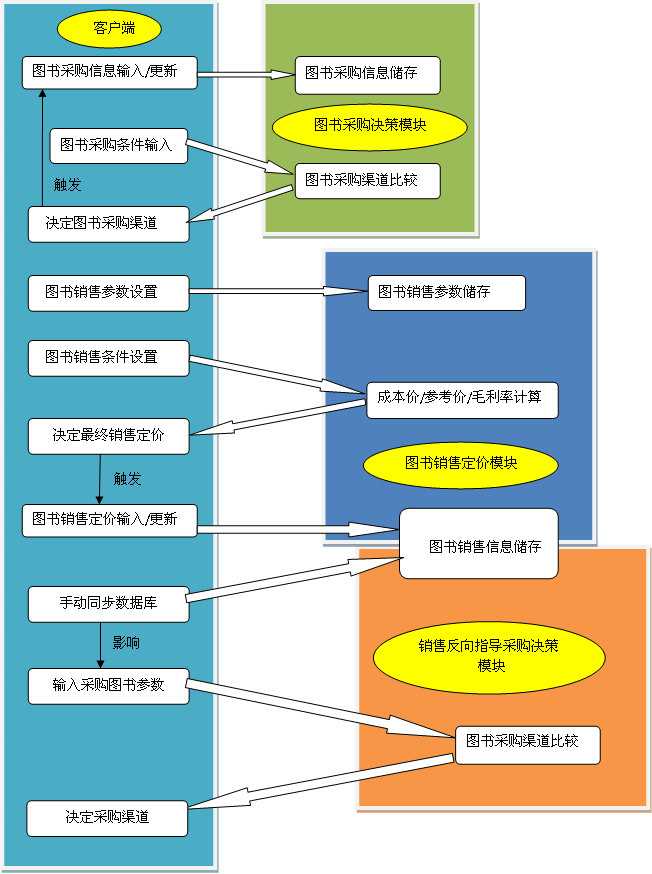 客户端
图书采购信息输入/更新
图书采购信息储存
图书采购决策模块
图书采购条件输入
图书采购渠道比较
触发
决定图书采购渠道
图书销售参数设置
图书销售参数储存
图书销售条件设置
成本价/参考价/毛利率计算
决定最终销售定价
图书销售定价模块
触发
图书销售定价输入/更新
图书销售信息储存
手动同步数据库
影响
销售反向指导采购决策
模块
输入采购图书参数
图书采购渠道比较
决定采购渠道